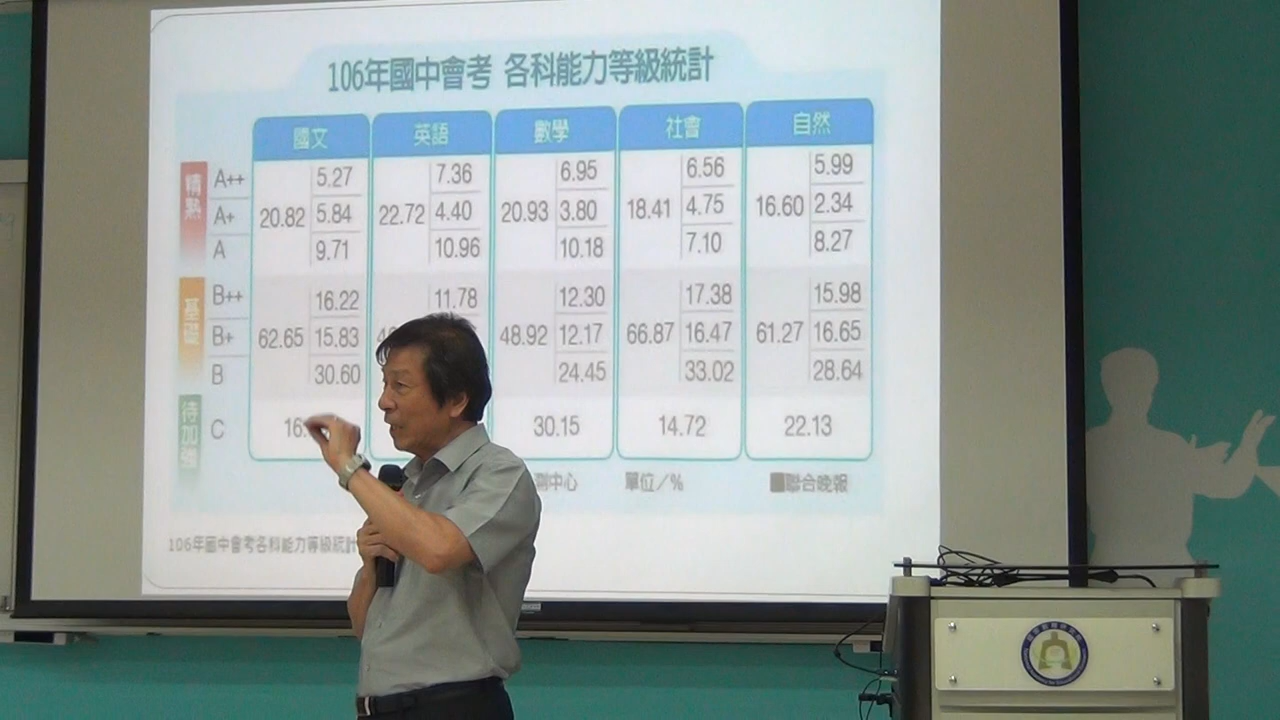 106年國中會考 各科能力等級統計
國文 英語 數學 社會 自然
精熟 A++ 5.27 7.36 6.95 6.56 5.99
A+ 20.82 5.84 22.72 4.40 20.93 3.80 18.41 4.75 16.60 2.34
A 9.71 10.96 10.18 7.10 8.27
基礎 B++ 16.22 11.78 12.30 17.38 15.98
B+ 62.65 15.83 48.92 12.17 66.87 16.47 61.27 16.65
B 30.60 24.45 33.02 28.64
待加強 C 16. 30.15 14.72 22.13
測中心 單位／% ■聯合晚報
106年國中會考各科能力等級統計